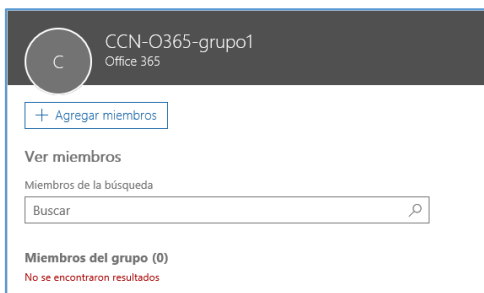 C
CCN-O365-grupo1
Office 365
+ Agregar miembros
Ver miembros
Miembros de la búsqueda
Buscar
Miembros del grupo (0)
No se encontraron resultados